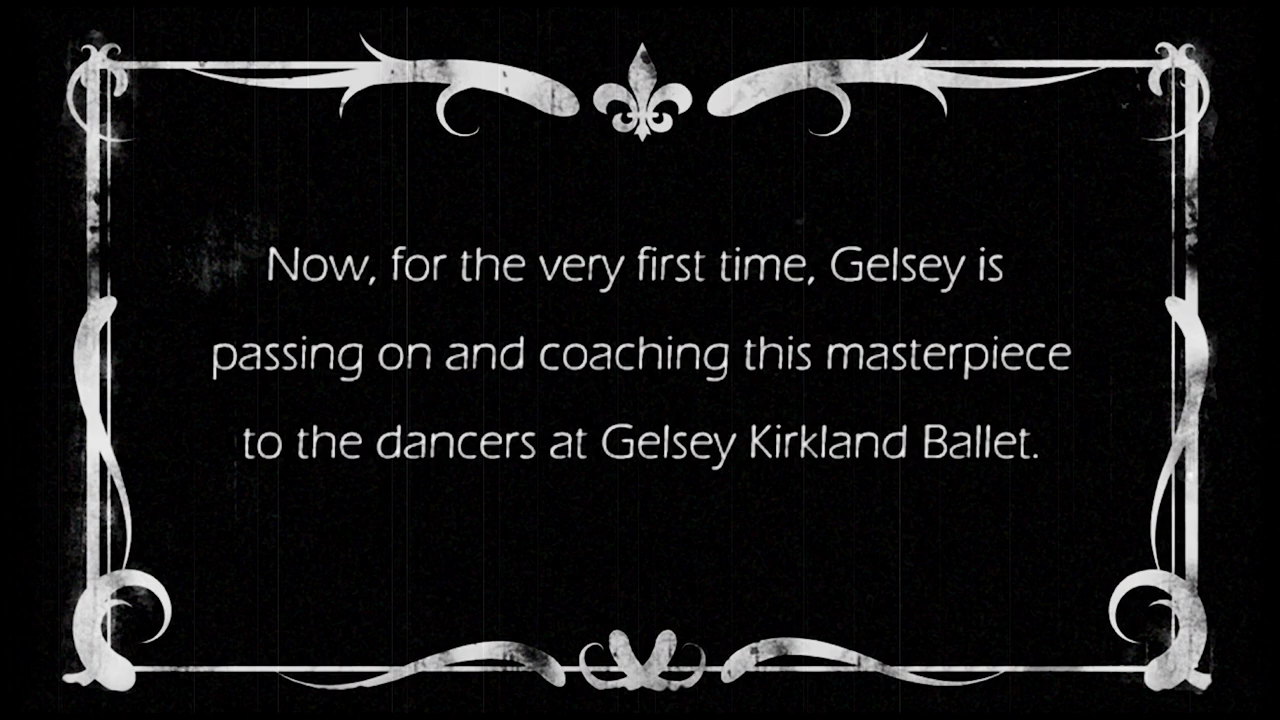 Now, for the very first time, Gelsey is
passing on and coaching this masterpiece
to the dancers at Gelsey Kirkland Ballet.